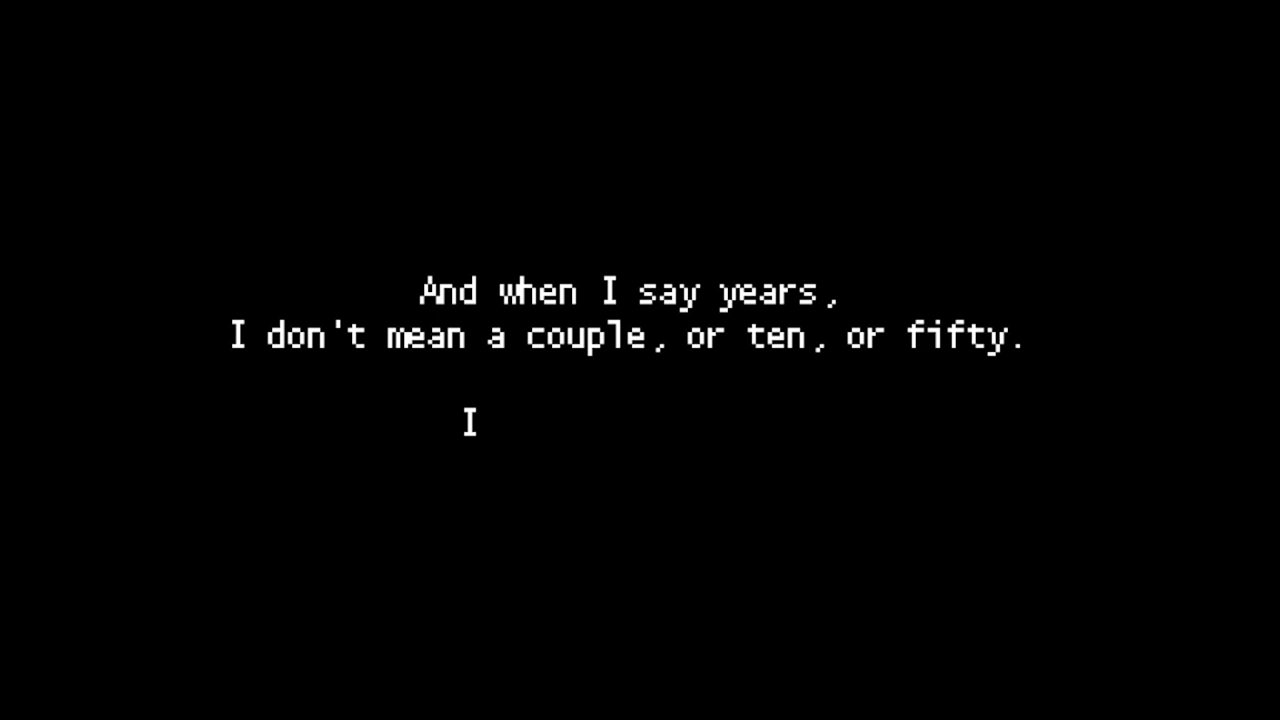 And when I say years,
I don't mean a couple, or ten, or fifty.
I